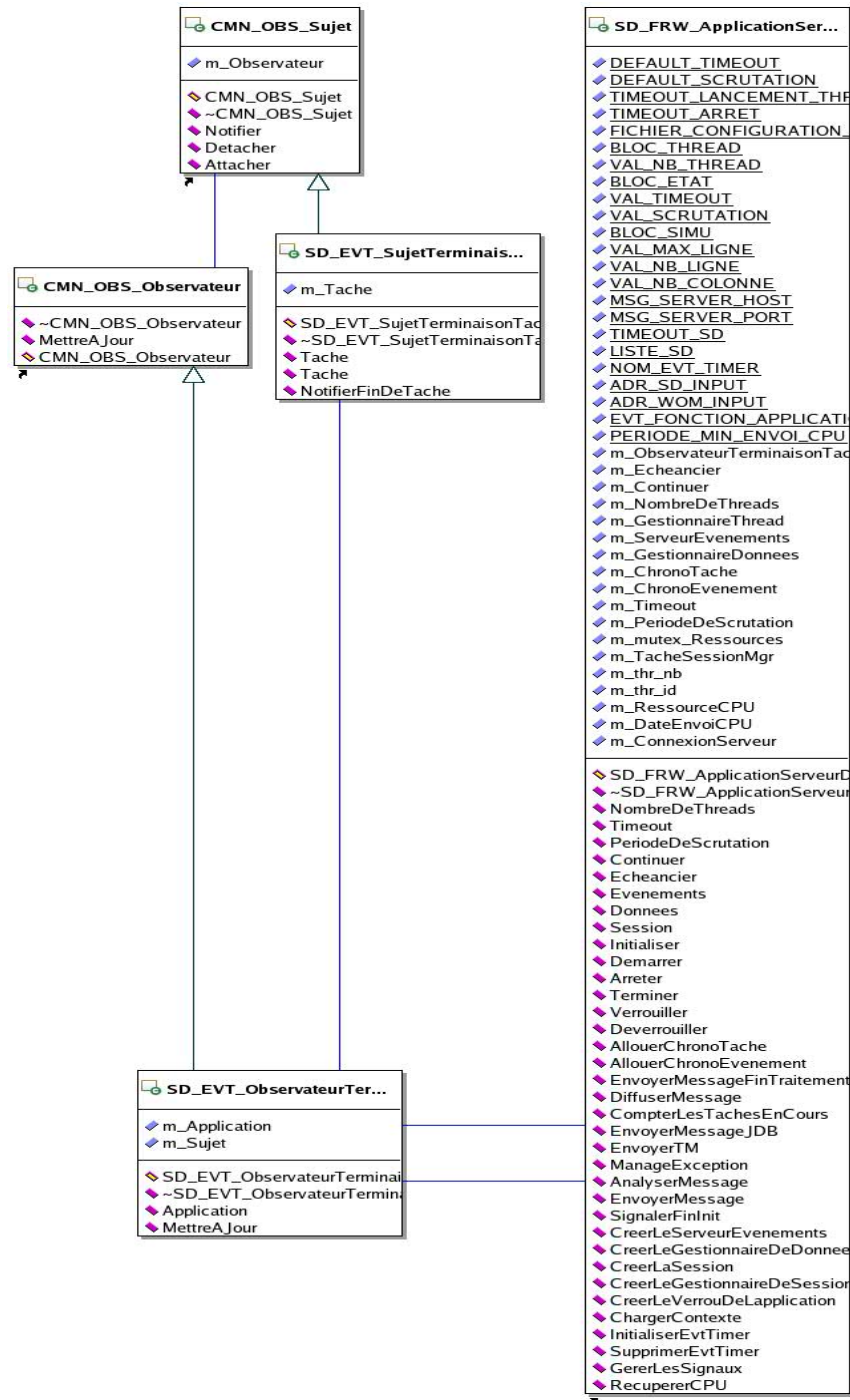 CMN_OBS_Sujet
m_Observateur
CMN_OBS_Sujet
~CMN_OBS_Sujet
Notifier
Detacher
Attacher
CMN_OBS_Observateur
~CMN_OBS_Observateur
MettreAJour
CMN_OBS_Observateur
SD_EVT_SujetTerminais...
m_Tache
SD_EVT_SujetTerminaisonTac
~SD_EVT_SujetTerminaisonTa
Tache
Tache
NotifierFinDeTache
SD_EVT_ObservateurTer...
m_Application
m_Sujet
SD_EVT_ObservateurTerminai
~SD_EVT_ObservateurTermin
Application
MettreAJour
SD_FRW_ApplicationSer...
DEFAULT_TIMEOUT
DEFAULT_SCRUTATION
TIMEOUT_LANCEMENT_THR
TIMEOUT_ARRET
FICHIER_CONFIGURATION_
BLOC_THREAD
VAL_NB_THREAD
BLOC_ETAT
VAL_TIMEOUT
VAL_SCRUTATION
BLOC_SIMU
VAL_MAX_LIGNE
VAL_NB_LIGNE
VAL_NB_COLONNE
MSG_SERVER_HOST
MSG_SERVER_PORT
TIMEOUT_SD
LISTE_SD
NOM_EVT_TIMER
ADR_SD_INPUT
ADR_WOM_INPUT
EVT_FONCTION_APPLICATI
PERIODE_MIN_ENVOI_CPU
m_ObservateurTerminaisonTac
m_Echeancier
m_Continuer
m_NombreDeThreads
m_GestionnaireThread
m_ServeurEvenements
m_GestionnaireDonnees
m_ChronoTache
m_ChronoEvenement
m_Timeout
m_PeriodeDeScrutation
m_mutex_Ressources
m_TacheSessionMgr
m_thr_nb
m_thr_id
m_RessourceCPU
m_DateEnvoiCPU
m_ConnexionServeur
SD_FRW_ApplicationServeurD
~SD_FRW_ApplicationServeur
NombreDeThreads
Timeout
PeriodeDeScrutation
Continuer
Echeancier
Evenements
Donnees
Session
Initialiser
Demarrer
Arreter
Terminer
Verrouiller
Deverrouiller
AllouerChronoTache
AllouerChronoEvenement
EnvoyerMessageFinTraitement
DiffuserMessage
CompterLesTachesEnCours
EnvoyerMessageJDB
EnvoyerTM
ManageException
AnalyserMessage
EnvoyerMessage
SignalerFinInit
CreerLeServeurEvenements
CreerLeGestionnaireDeDonnee
CreerLaSession
CreerLeGestionnaireDeSession
CreerLeVerrouDeLapplication
ChargerContexte
InitialiserEvtTimer
SupprimerEvtTimer
GererLesSignaux
RecupererCPU